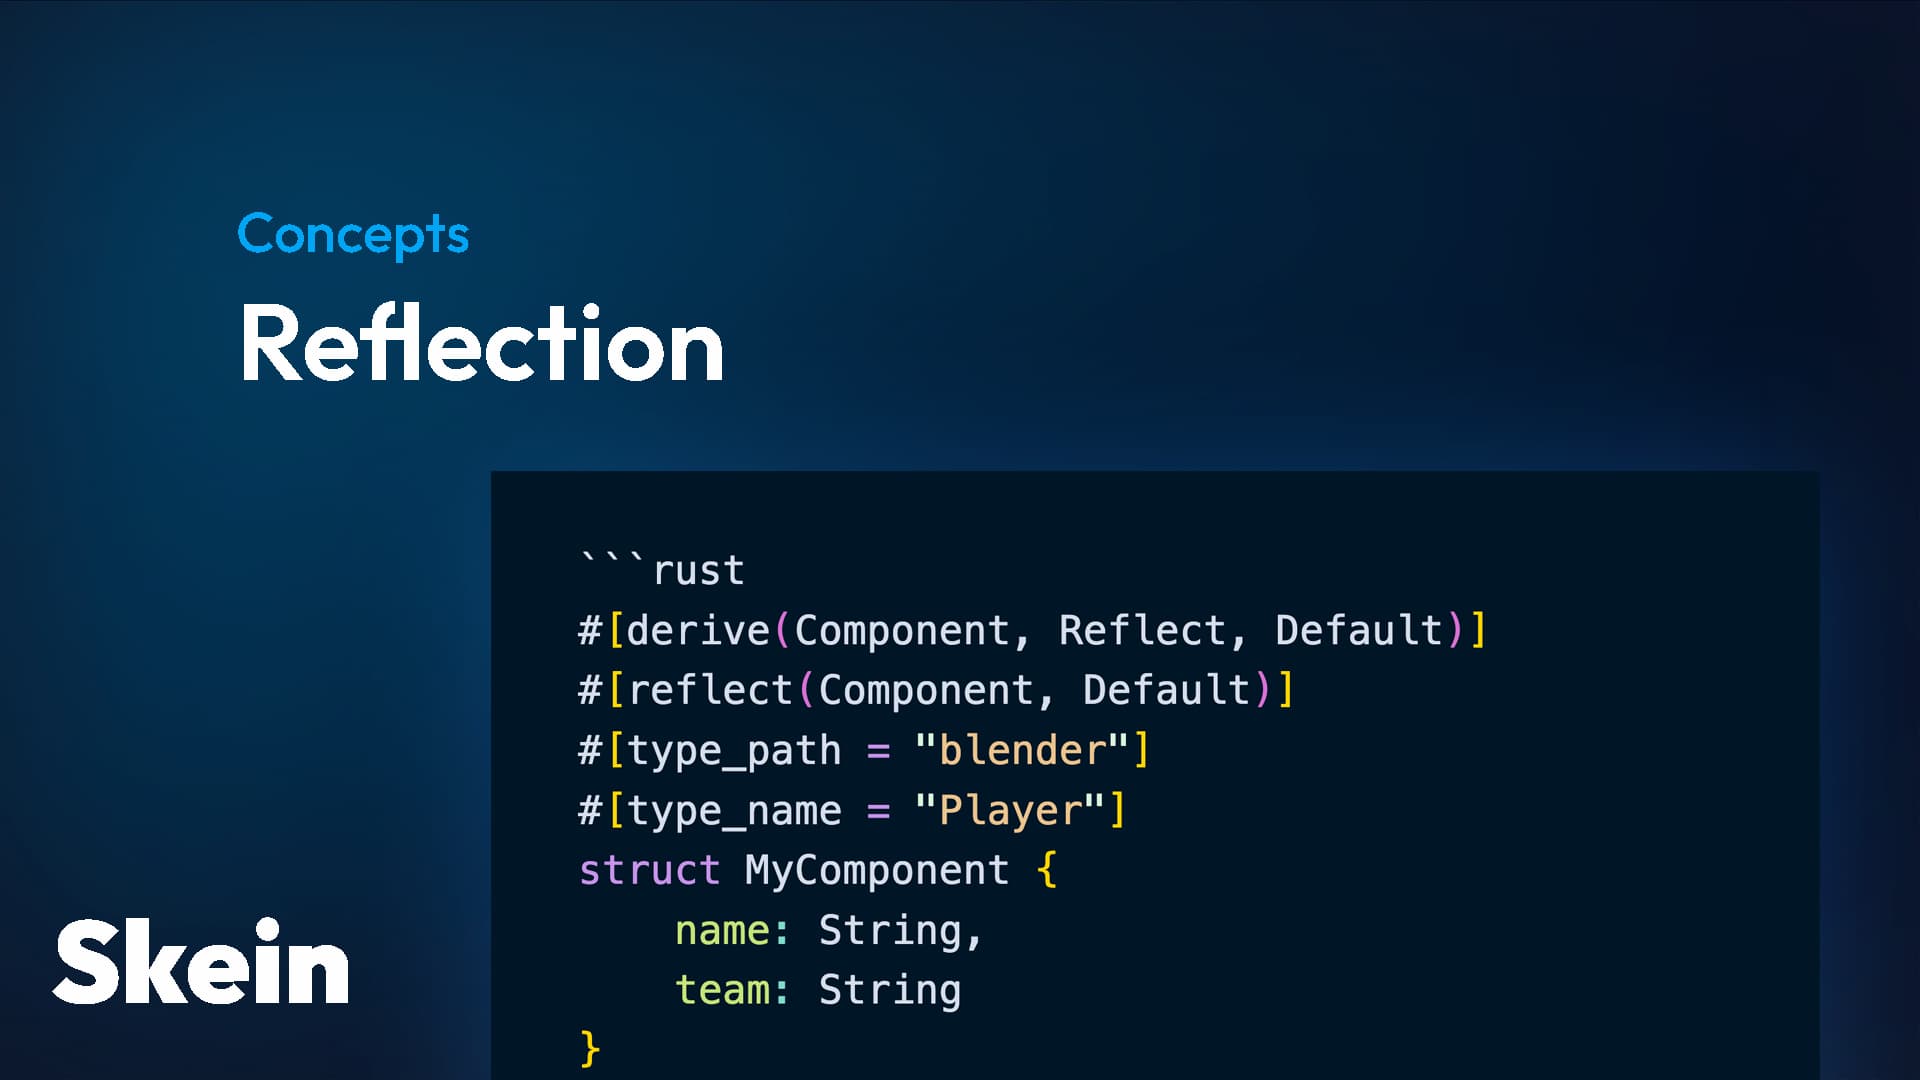 Concepts
Reflection
```rust
#[derive(Component, Reflect, Default)]
#[reflect(Component, Default)]
#[type_path = "blender"]
#[type_name = "Player"]
struct MyComponent {
    name: String,
    team: String
}
Skein